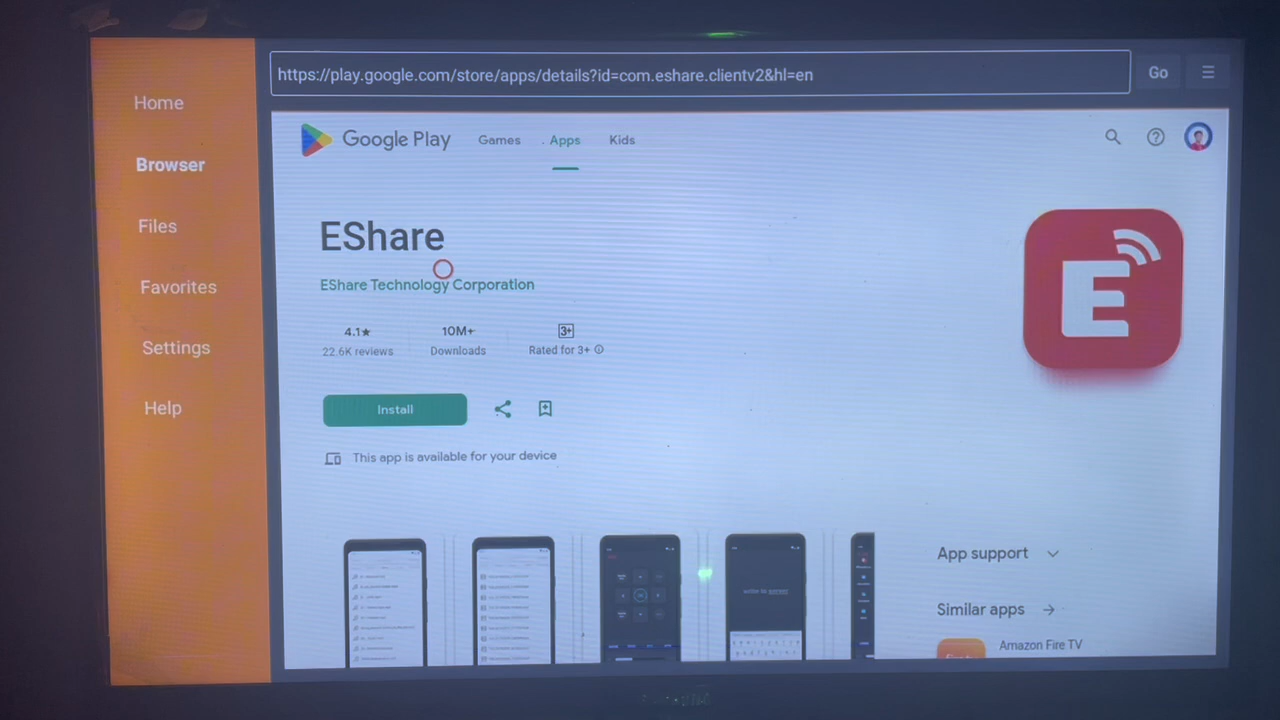 https://play.google.com/store/apps/details?id=com.eshare.clientv2&hl=en
Go
Home
Browser
Files
Favorites
Settings
Help
Google Play
Games
Apps
Kids
EShare
EShare Technology Corporation
4.1★
22.6K reviews
10M+
Downloads
3+
Rated for 3+
Install
This app is available for your device
E
App support
Similar apps
Amazon Fire TV